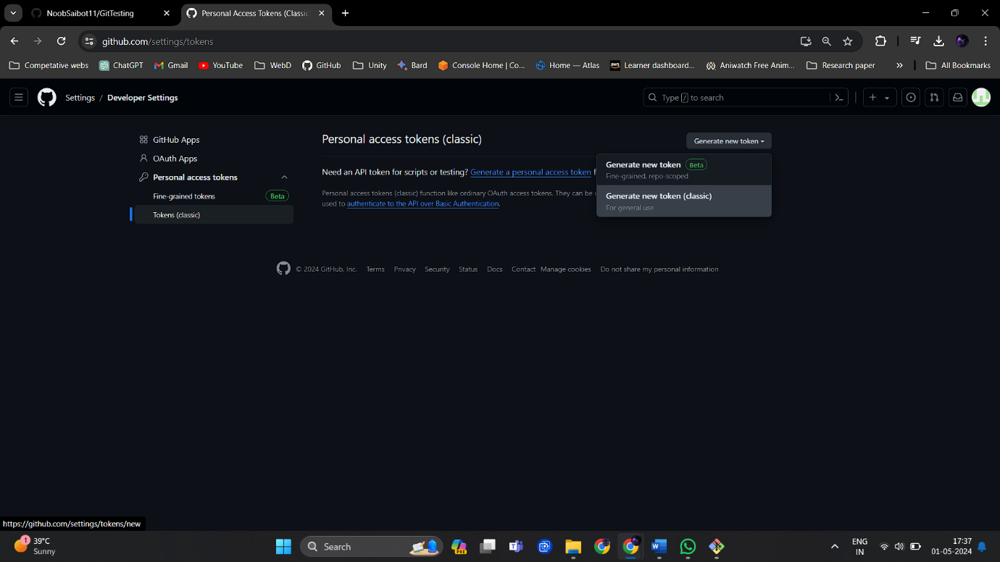 NoobSaibot11/GitTesting
Personal Access Tokens (Classic
github.com/settings/tokens
Competative webs
ChatGPT
Gmail
YouTube
WebD
GitHub
Unity
Bard
Console Home | Co...
Home — Atlas
aws
Learner dashboard...
Aniwatch Free Anim...
Research paper
»
All Bookmarks
Settings / Developer Settings
Type / to search
GitHub Apps
OAuth Apps
Personal access tokens
Fine-grained tokens Beta
Tokens (classic)
Personal access tokens (classic)
Generate new token
Need an API token for scripts or testing? Generate a personal access token f
Personal access tokens (classic) function like ordinary OAuth access tokens. They can be u
used to authenticate to the API over Basic Authentication.
Generate new token Beta
Fine-grained, repo-scoped
Generate new token (classic)
For general use
© 2024 GitHub, Inc. Terms Privacy Security Status Docs Contact Manage cookies Do not share my personal information
https://github.com/settings/tokens/new
1
39°C
Sunny
Search
PRE
ENG
IN
17:37
01-05-2024